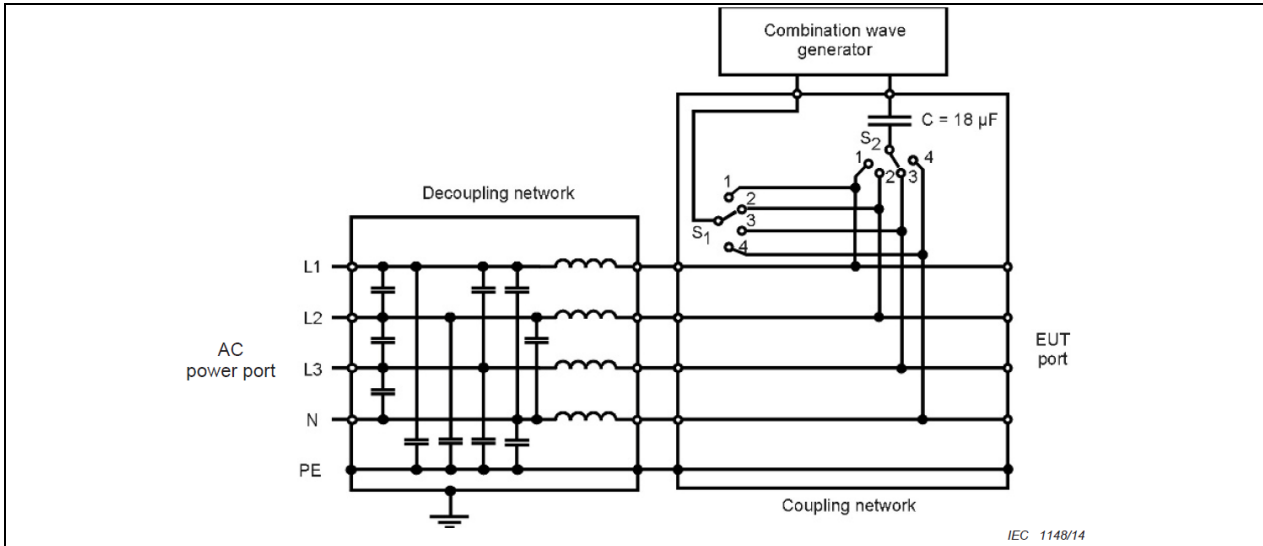 Combination wave
generator
C = 18 µF
S2
1
2
3
4
Decoupling network
1
2
3
4
S1
L1
L2
L3
N
PE
AC
power port
EUT
port
Coupling network
IEC 1148/14